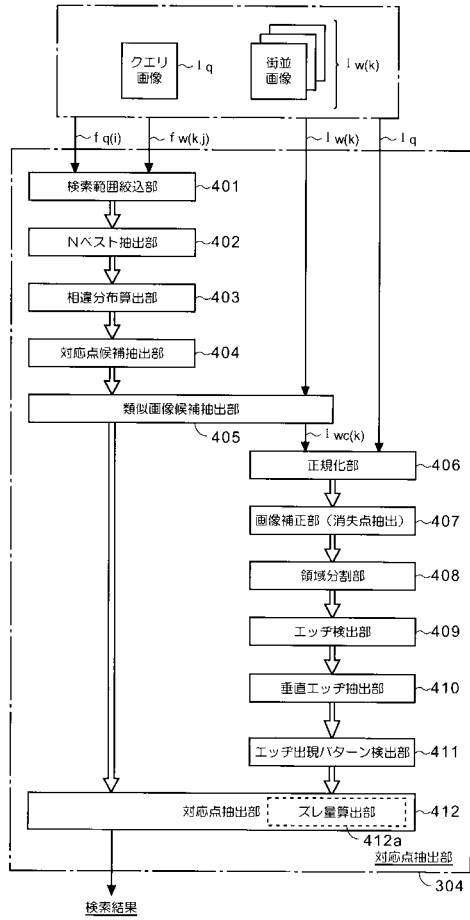 クエリ
画像
I q
街並
画像
I w(k)
f q(i)
f w(k,j)
I w(k)
I q
検索範囲絞込部
401
Nベスト抽出部
402
相違分布算出部
403
対応点候補抽出部
404
類似画像候補抽出部
405
I wc(k)
正規化部
406
画像補正部(消失点抽出)
407
領域分割部
408
エッヂ検出部
409
垂直エッヂ抽出部
410
エッヂ出現パターン検出部
411
対応点抽出部
ズレ量算出部
412
412a
対応点抽出部
304
検索結果